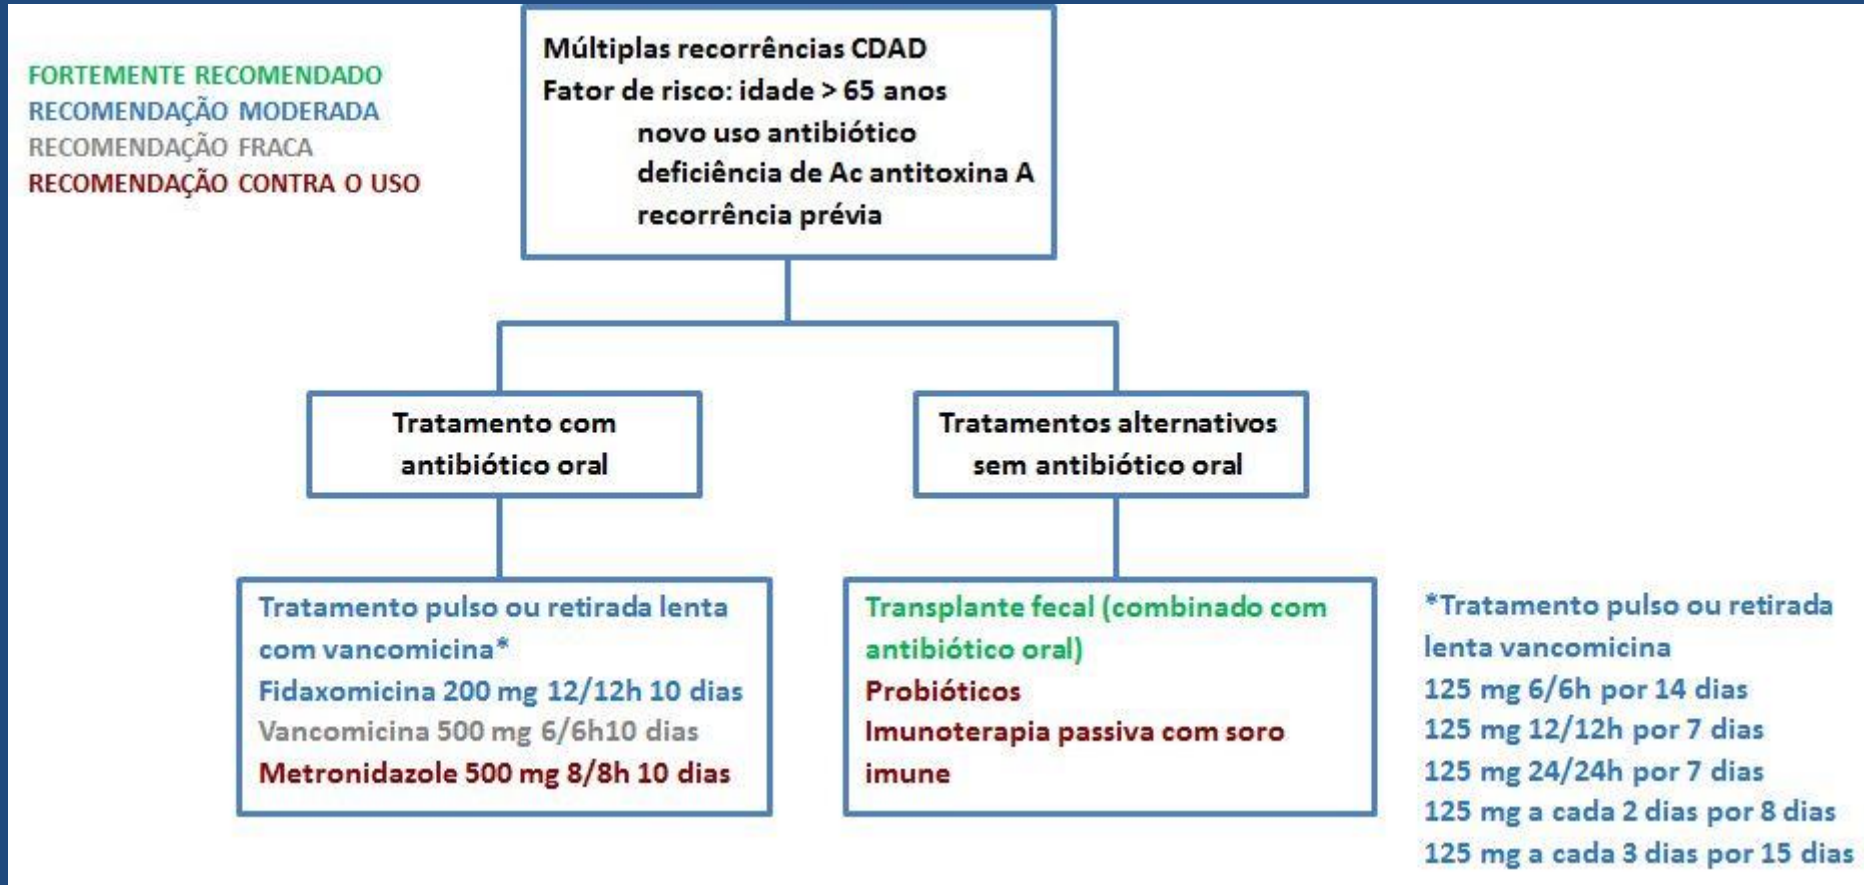 FORTEMENTE RECOMENDADO
RECOMENDAÇÃO MODERADA
RECOMENDAÇÃO FRACA
RECOMENDAÇÃO CONTRA O USO
Múltiplas recorrências CDAD
Fator de risco: idade > 65 anos
novo uso antibiótico
deficiência de Ac antitoxina A
recorrência prévia
Tratamento com
antibiótico oral
Tratamentos alternativos
sem antibiótico oral
Tratamento pulso ou retirada lenta
com vancomicina*
Fidaxomicina 200 mg 12/12h 10 dias
Vancomicina 500 mg 6/6h10 dias
Metronidazole 500 mg 8/8h 10 dias
Transplante fecal (combinado com
antibiótico oral)
Probióticos
Imunoterapia passiva com soro
imune
*Tratamento pulso ou retirada
lenta vancomicina
125 mg 6/6h por 14 dias
125 mg 12/12h por 7 dias
125 mg 24/24h por 7 dias
125 mg a cada 2 dias por 8 dias
125 mg a cada 3 dias por 15 dias